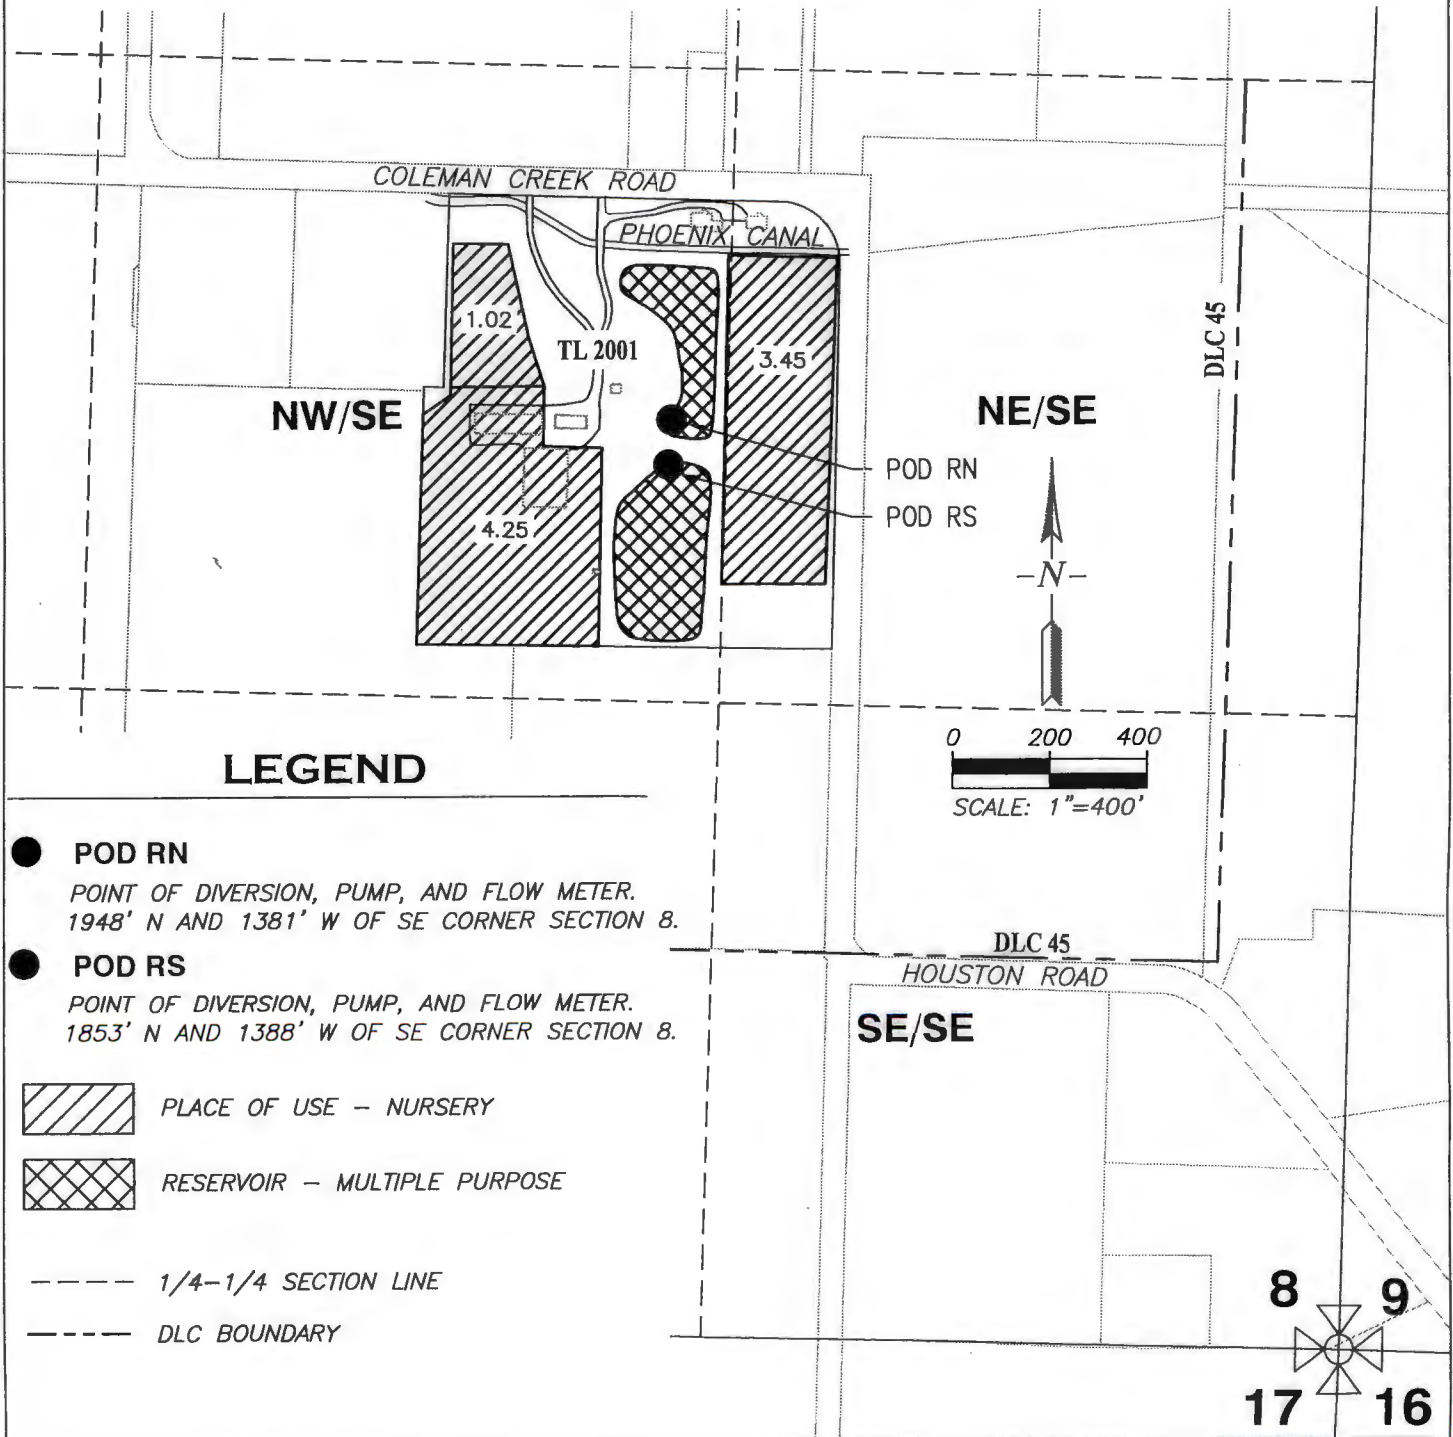 COLEMAN CREEK ROAD
PHOENIX CANAL
1.02
TL 2001
3.45
DLC 45
NW/SE
NE/SE
POD RN
POD RS
4.25
-N-
0 200 400
SCALE: 1"=400'
LEGEND
POD RN
POINT OF DIVERSION, PUMP, AND FLOW METER.
1948' N AND 1381' W OF SE CORNER SECTION 8.
POD RS
POINT OF DIVERSION, PUMP, AND FLOW METER.
1853' N AND 1388' W OF SE CORNER SECTION 8.
DLC 45
HOUSTON ROAD
SE/SE
PLACE OF USE – NURSERY
RESERVOIR – MULTIPLE PURPOSE
1/4–1/4 SECTION LINE
DLC BOUNDARY
8 9
17 16